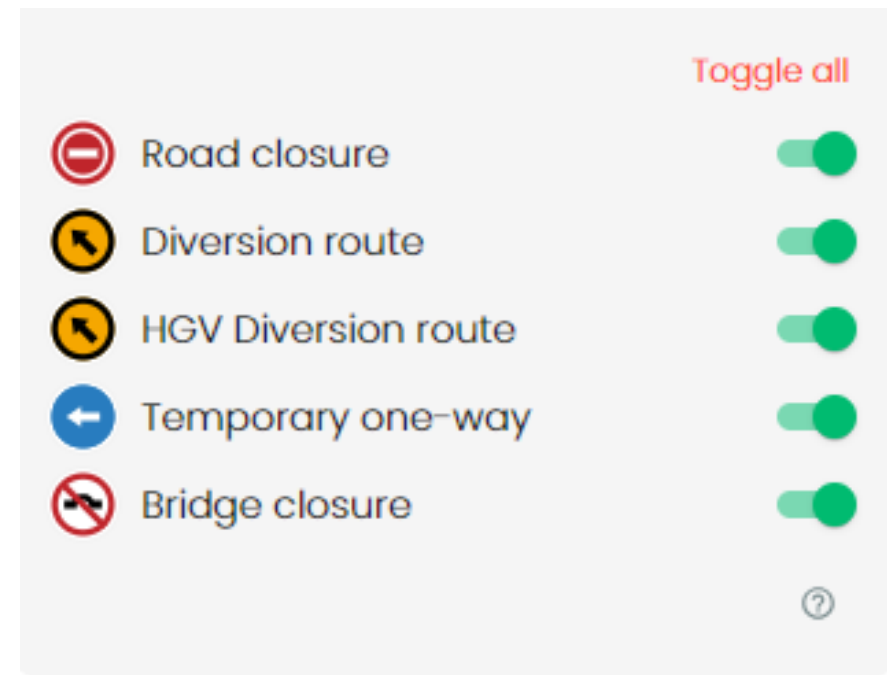 Toggle all
Road closure
Diversion route
HGV Diversion route
Temporary one-way
Bridge closure
?